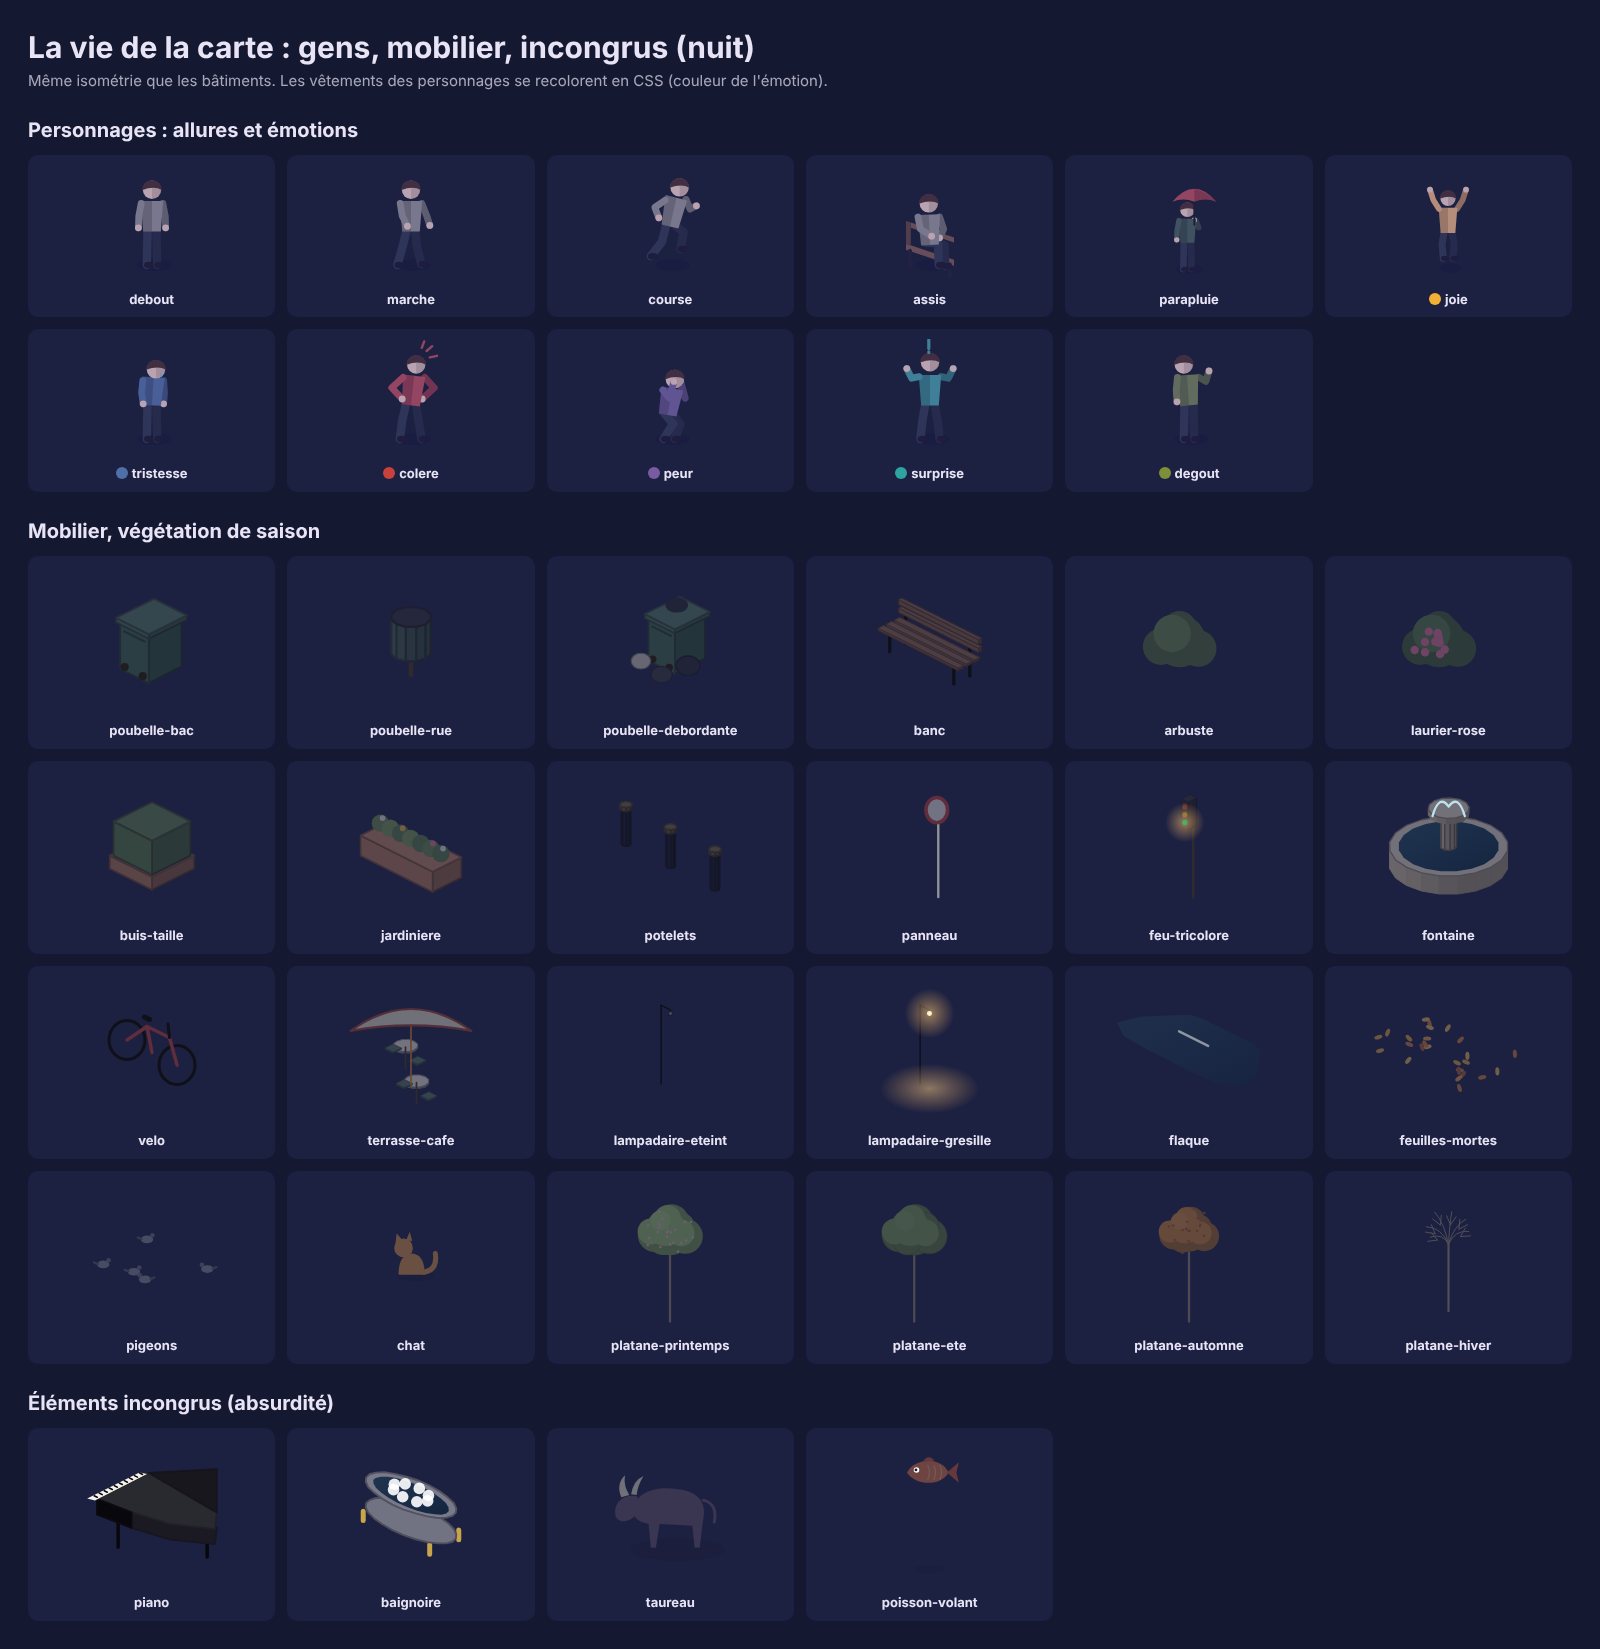 La vie de la carte : gens, mobilier, incongrus (nuit)
Même isométrie que les bâtiments. Les vêtements des personnages se recolorent en CSS (couleur de l'émotion).
Personnages : allures et émotions
debout
marche
course
assis
parapluie
joie
tristesse
colere
peur
surprise
degout
Mobilier, végétation de saison
poubelle-bac
poubelle-rue
poubelle-debordante
banc
arbuste
laurier-rose
buis-taille
jardiniere
potelets
panneau
feu-tricolore
fontaine
velo
terrasse-cafe
lampadaire-eteint
lampadaire-gresille
flaque
feuilles-mortes
pigeons
chat
platane-printemps
platane-ete
platane-automne
platane-hiver
Éléments incongrus (absurdité)
piano
baignoire
taureau
poisson-volant